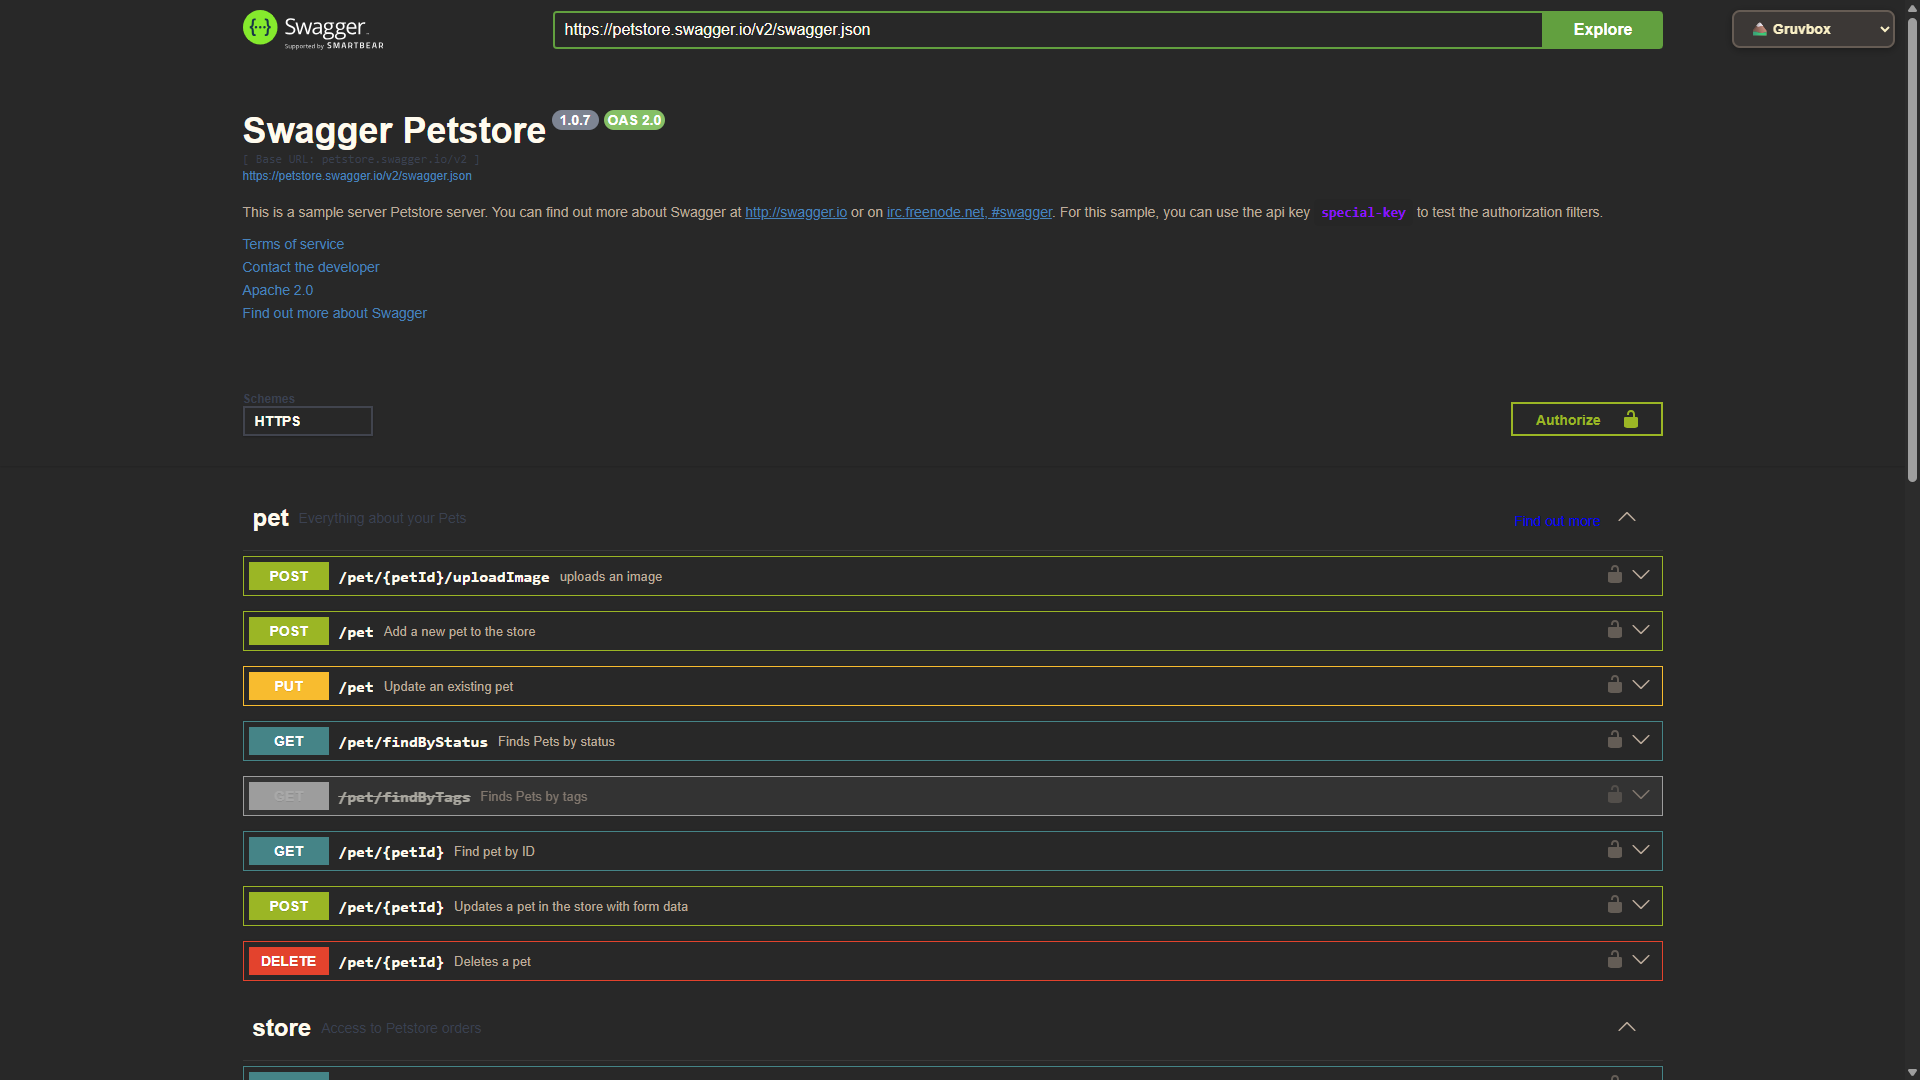 Swagger
Supported by SMARTBEAR
https://petstore.swagger.io/v2/swagger.json
Explore
Gruvbox
Swagger Petstore 1.0.7 OAS 2.0
[ Base URL: petstore.swagger.io/v2 ]
https://petstore.swagger.io/v2/swagger.json
This is a sample server Petstore server. You can find out more about Swagger at http://swagger.io or on irc.freenode.net, #swagger. For this sample, you can use the api key special-key to test the authorization filters.
Terms of service
Contact the developer
Apache 2.0
Find out more about Swagger
Schemes
HTTPS
Authorize
pet Everything about your Pets
Find out more
POST /pet/{petId}/uploadImage uploads an image
POST /pet Add a new pet to the store
PUT /pet Update an existing pet
GET /pet/findByStatus Finds Pets by status
GET /pet/findByTags Finds Pets by tags
GET /pet/{petId} Find pet by ID
POST /pet/{petId} Updates a pet in the store with form data
DELETE /pet/{petId} Deletes a pet
store Access to Petstore orders